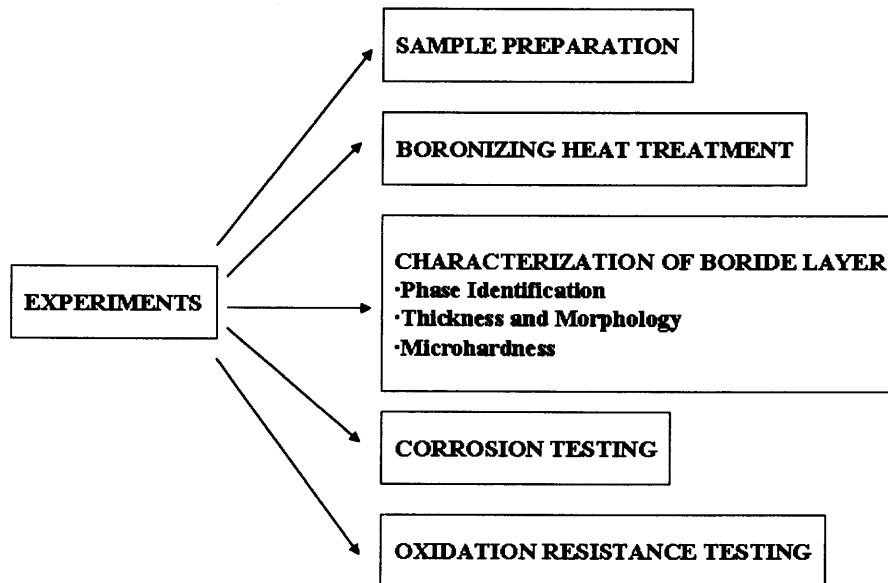 SAMPLE PREPARATION
BORONIZING HEAT TREATMENT
EXPERIMENTS
CHARACTERIZATION OF BORIDE LAYER
·Phase Identification
·Thickness and Morphology
·Microhardness
CORROSION TESTING
OXIDATION RESISTANCE TESTING